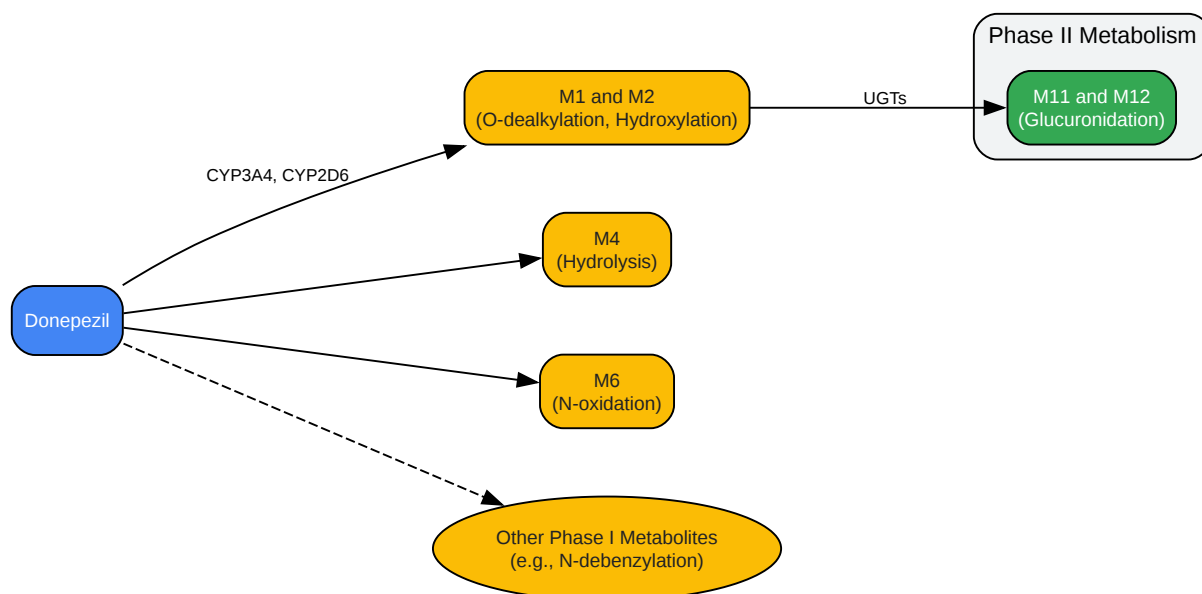 Phase II Metabolism
M1 and M2
(O-dealkylation, Hydroxylation)
UGTs
M11 and M12
(Glucuronidation)
CYP3A4, CYP2D6
M4
(Hydrolysis)
Donepezil
M6
(N-oxidation)
Other Phase I Metabolites
(e.g., N-debenzylation)